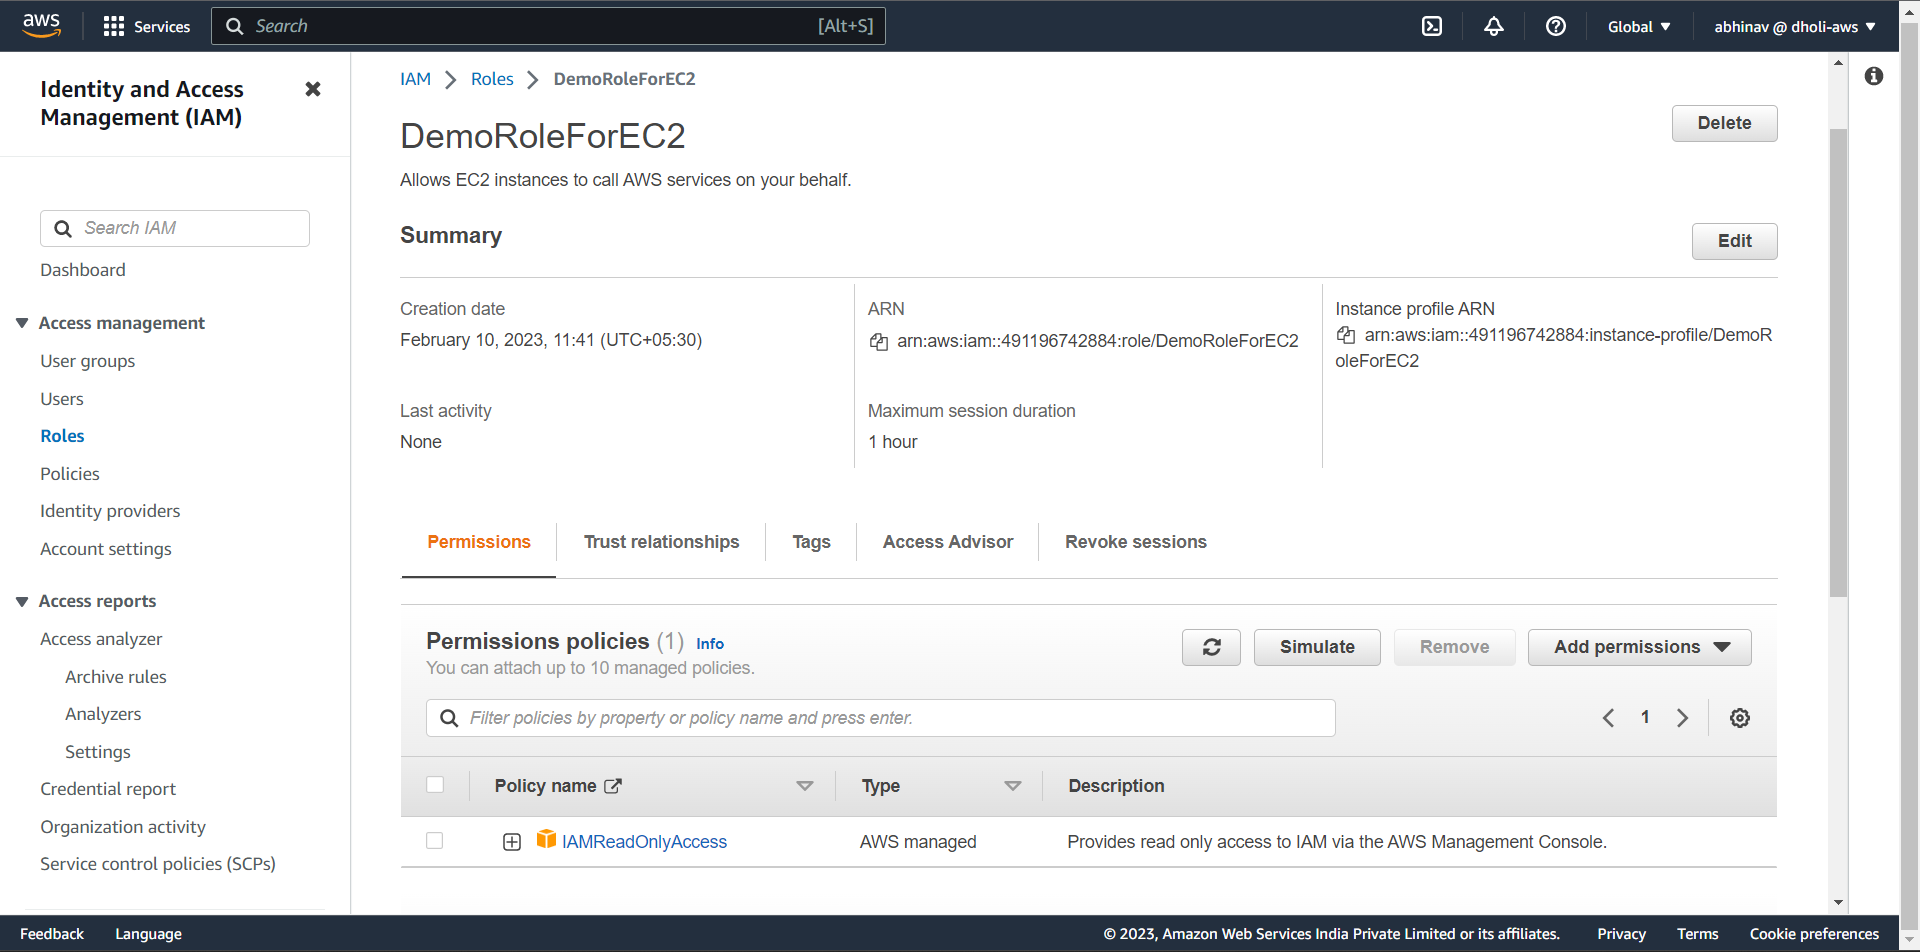 aws
Services
Search
[Alt+S]
Global
abhinav @ dholi-aws
Identity and Access
Management (IAM)
Search IAM
Dashboard
Access management
User groups
Users
Roles
Policies
Identity providers
Account settings
Access reports
Access analyzer
Archive rules
Analyzers
Settings
Credential report
Organization activity
Service control policies (SCPs)
IAM
Roles
DemoRoleForEC2
DemoRoleForEC2
Delete
Allows EC2 instances to call AWS services on your behalf.
Summary
Edit
Creation date
February 10, 2023, 11:41 (UTC+05:30)
Last activity
None
ARN
arn:aws:iam::491196742884:role/DemoRoleForEC2
Maximum session duration
1 hour
Instance profile ARN
arn:aws:iam::491196742884:instance-profile/DemoR
oleForEC2
Permissions
Trust relationships
Tags
Access Advisor
Revoke sessions
Permissions policies (1) Info
You can attach up to 10 managed policies.
Simulate
Remove
Add permissions
Filter policies by property or policy name and press enter.
1
Policy name
Type
Description
IAMReadOnlyAccess
AWS managed
Provides read only access to IAM via the AWS Management Console.
Feedback
Language
© 2023, Amazon Web Services India Private Limited or its affiliates.
Privacy
Terms
Cookie preferences